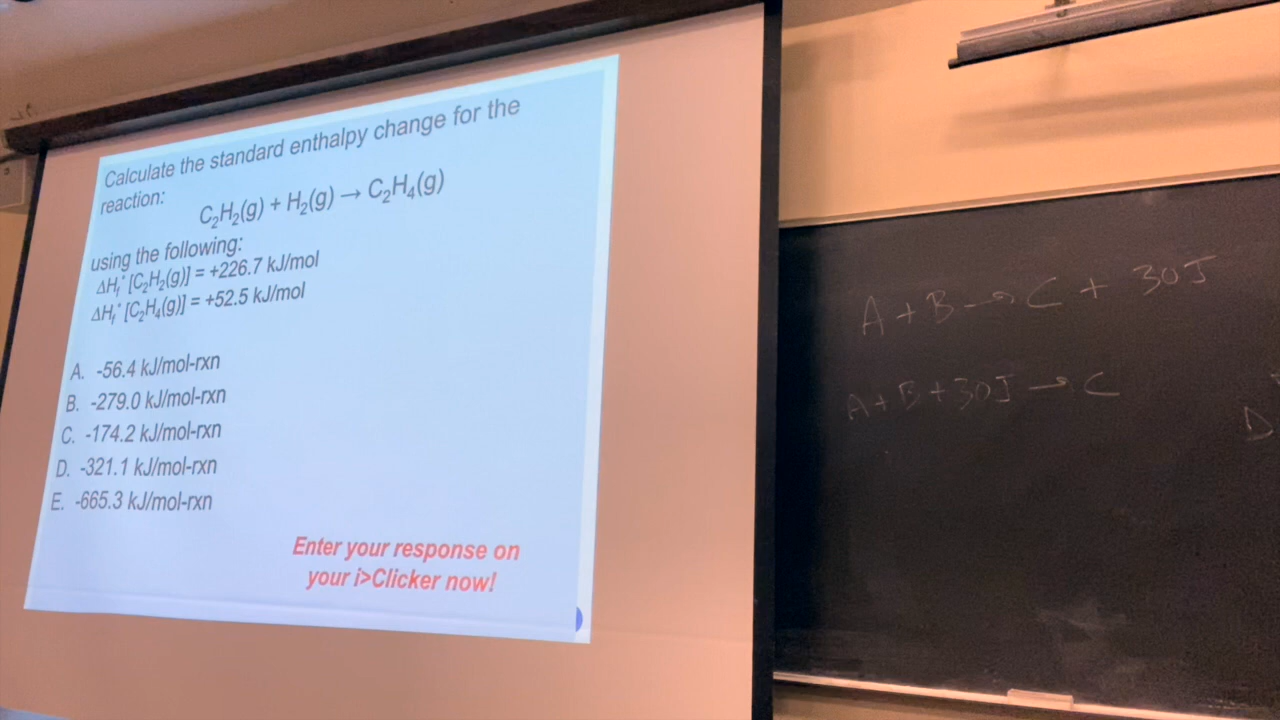 Calculate the standard enthalpy change for the
reaction:
C₂H₂(g) + H₂(g) → C₂H₄(g)
using the following:
ΔHf° [C₂H₂(g)] = +226.7 kJ/mol
ΔHf° [C₂H₄(g)] = +52.5 kJ/mol
A. -56.4 kJ/mol-rxn
B. -279.0 kJ/mol-rxn
C. -174.2 kJ/mol-rxn
D. -321.1 kJ/mol-rxn
E. -665.3 kJ/mol-rxn
Enter your response on
your i>Clicker now!
A + B → C + 30J
A + B + 30J → C
D